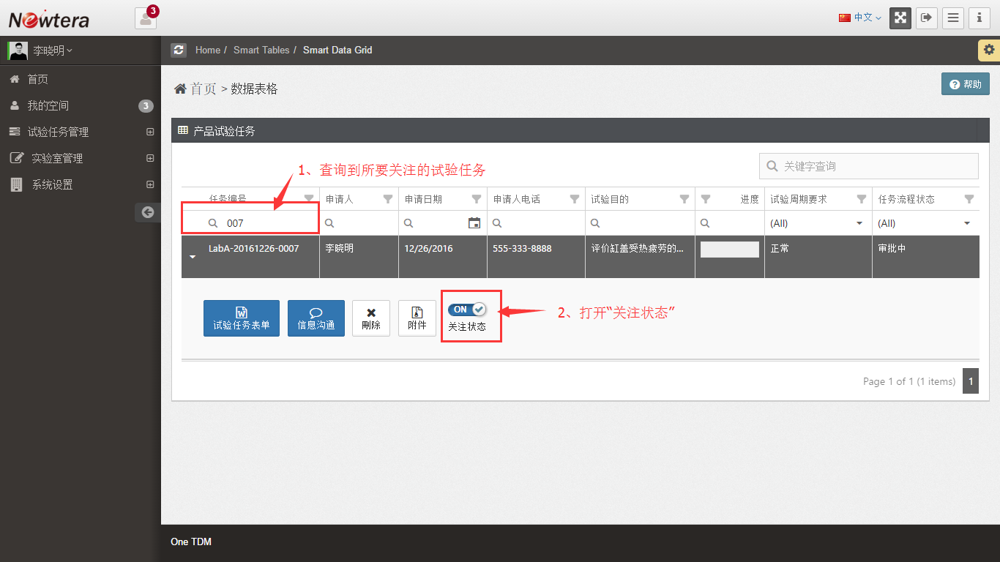 Newtera
3
中文
李晓明
Home / Smart Tables / Smart Data Grid
首页
我的空间
3
试验任务管理
实验室管理
系统设置
首页 > 数据表格
帮助
产品试验任务
1、查询到所要关注的试验任务
关键字查询
任务编号 申请人 申请日期 申请人电话 试验目的 进度 试验周期要求 任务流程状态
007 (All) (All)
LabA-20161226-0007 李晓明 12/26/2016 555-333-8888 评价缸盖受热疲劳的... 正常 审批中
试验任务表单 信息沟通 刪除 附件 ON 关注状态
2、打开“关注状态”
Page 1 of 1 (1 items) 1
One TDM